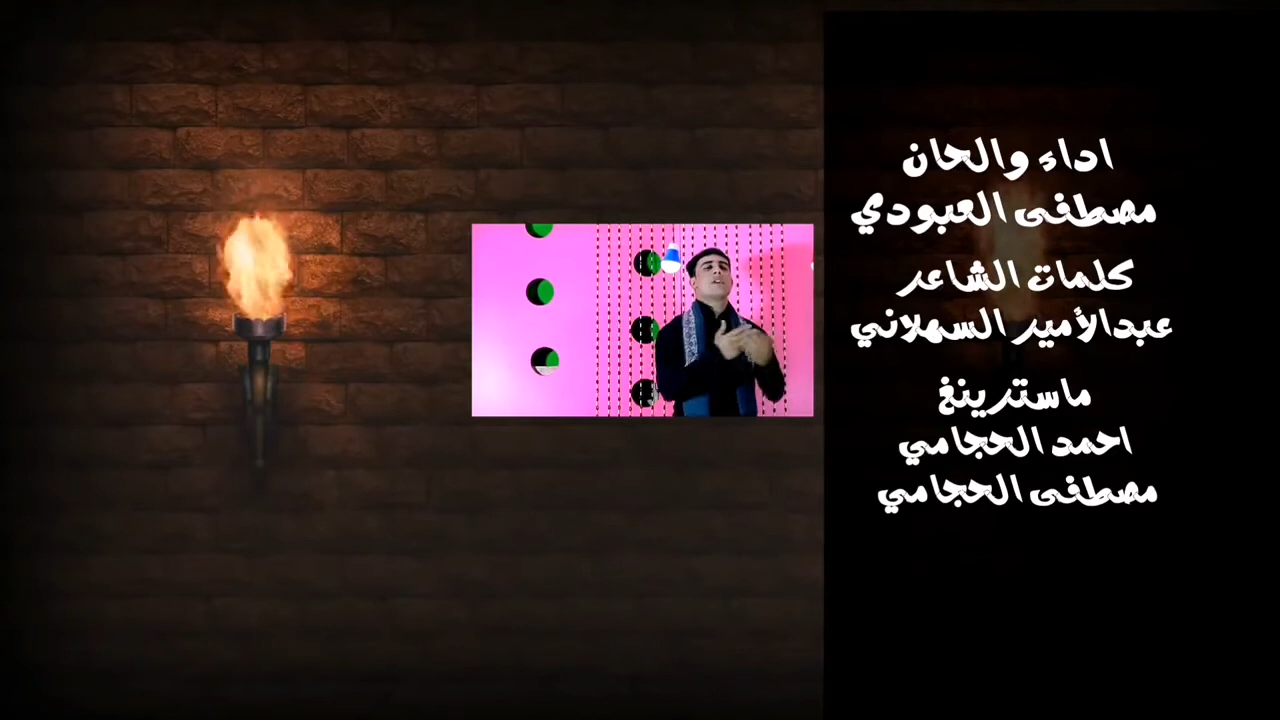 اداء والحان
مصطفى العبودي
كلمات الشاعر
عبدالأمير السهلاني
ماسترينغ
احمد الحجامي
مصطفى الحجامي